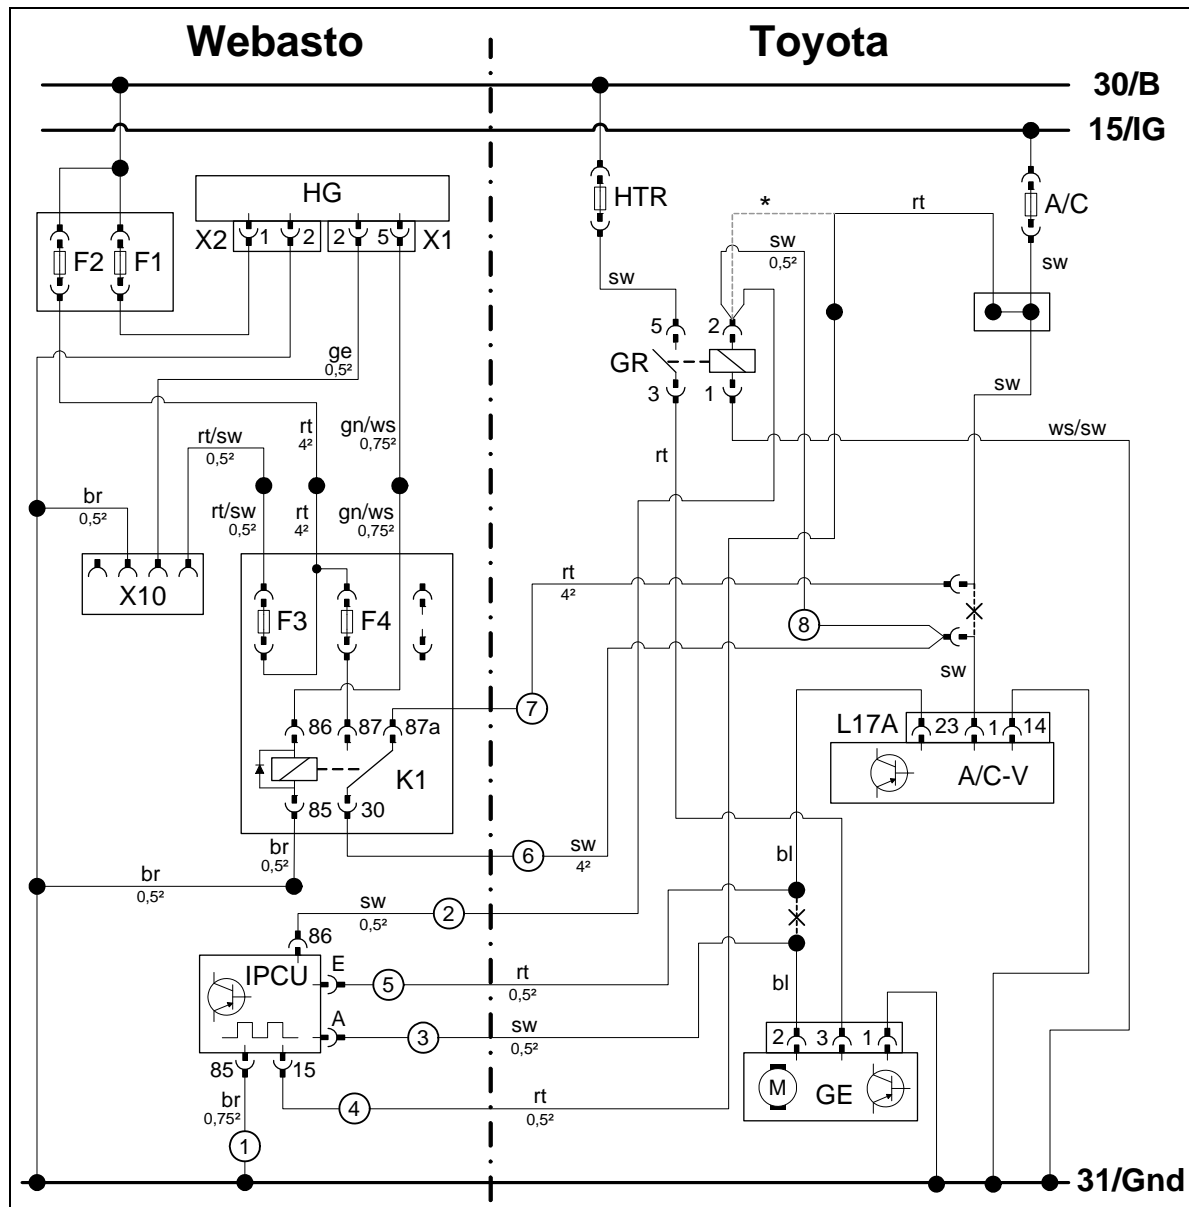 Webasto Toyota
30/B
15/IG
HG
HTR
*
rt
A/C
X2 1 2 2 5 X1
F2 F1
sw
0,5²
sw
sw
5 2
ge
0,5²
GR
3 1
sw
rt/sw
0,5²
rt
4²
gn/ws
0,75²
rt
ws/sw
br
0,5²
rt/sw
0,5²
rt
4²
gn/ws
0,75²
rt
4²
X10
F3 F4
8
sw
7
86 87 87a
L17A 23 1 14
A/C-V
K1
85 30
br
0,5²
6
sw
4²
bl
br
0,5²
sw
0,5²
2
86
IPCU E
5
rt
0,5²
bl
A
3
sw
0,5²
2 3 1
85 15
M GE
br
0,75²
4
rt
0,5²
1
31/Gnd